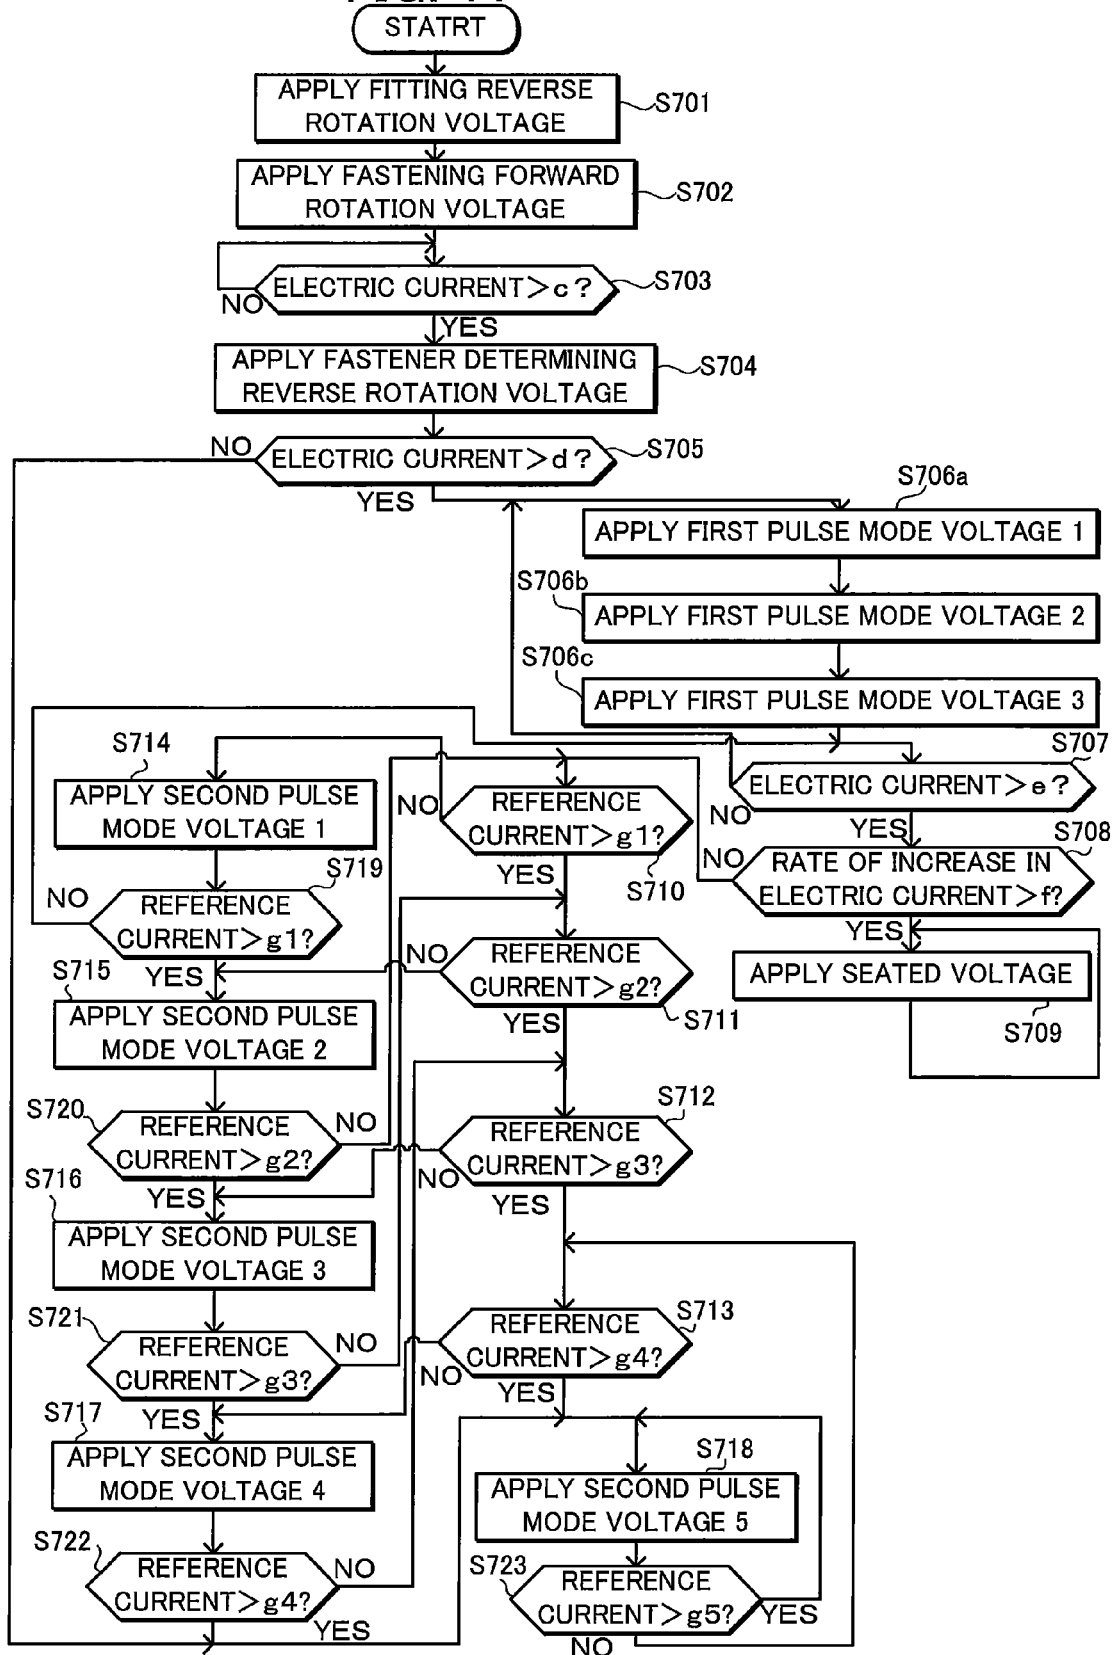 STATRT
APPLY FITTING REVERSE
ROTATION VOLTAGE
S701
APPLY FASTENING FORWARD
ROTATION VOLTAGE
S702
ELECTRIC CURRENT>c?
S703
NO
YES
APPLY FASTENER DETERMINING
REVERSE ROTATION VOLTAGE
S704
NO
ELECTRIC CURRENT>d?
S705
YES
S706a
APPLY FIRST PULSE MODE VOLTAGE 1
S706b
APPLY FIRST PULSE MODE VOLTAGE 2
S706c
APPLY FIRST PULSE MODE VOLTAGE 3
S707
ELECTRIC CURRENT>e?
NO
YES
S708
NO
RATE OF INCREASE IN
ELECTRIC CURRENT>f?
YES
APPLY SEATED VOLTAGE
S709
NO
REFERENCE
CURRENT>g1?
YES
S710
NO
REFERENCE
CURRENT>g2?
YES
S711
S712
REFERENCE
CURRENT>g3?
NO
YES
S713
REFERENCE
CURRENT>g4?
NO
YES
S714
APPLY SECOND PULSE
MODE VOLTAGE 1
S719
NO
REFERENCE
CURRENT>g1?
S715
YES
APPLY SECOND PULSE
MODE VOLTAGE 2
S720
REFERENCE
CURRENT>g2?
NO
S716
YES
APPLY SECOND PULSE
MODE VOLTAGE 3
S721
REFERENCE
CURRENT>g3?
NO
S717
YES
APPLY SECOND PULSE
MODE VOLTAGE 4
S722
REFERENCE
CURRENT>g4?
NO
YES
S718
APPLY SECOND PULSE
MODE VOLTAGE 5
S723
REFERENCE
CURRENT>g5?
YES
NO